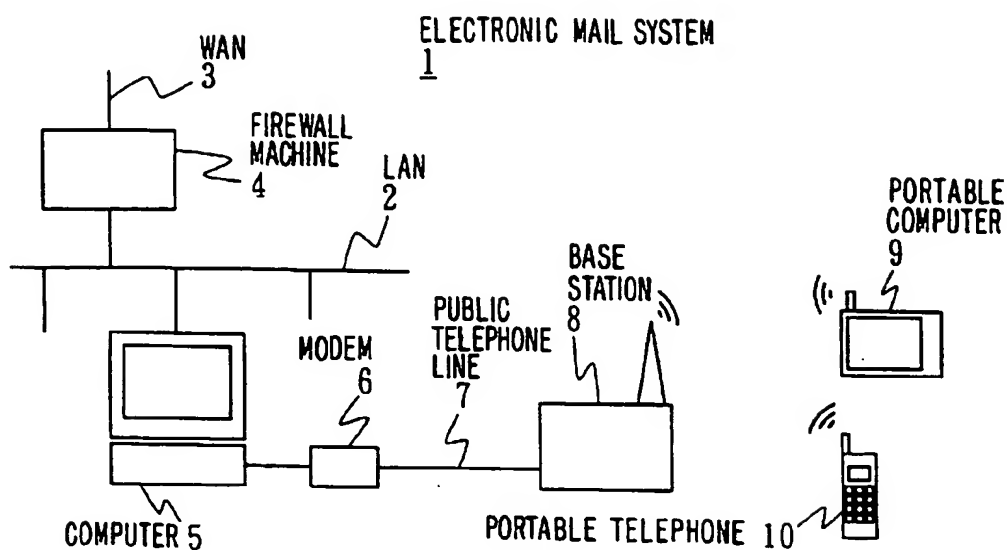 ELECTRONIC MAIL SYSTEM
1
WAN
3
FIREWALL
MACHINE
4
LAN
2
PORTABLE
COMPUTER
9
BASE
STATION
8
PUBLIC
TELEPHONE
LINE
7
MODEM
6
COMPUTER 5
PORTABLE TELEPHONE 10